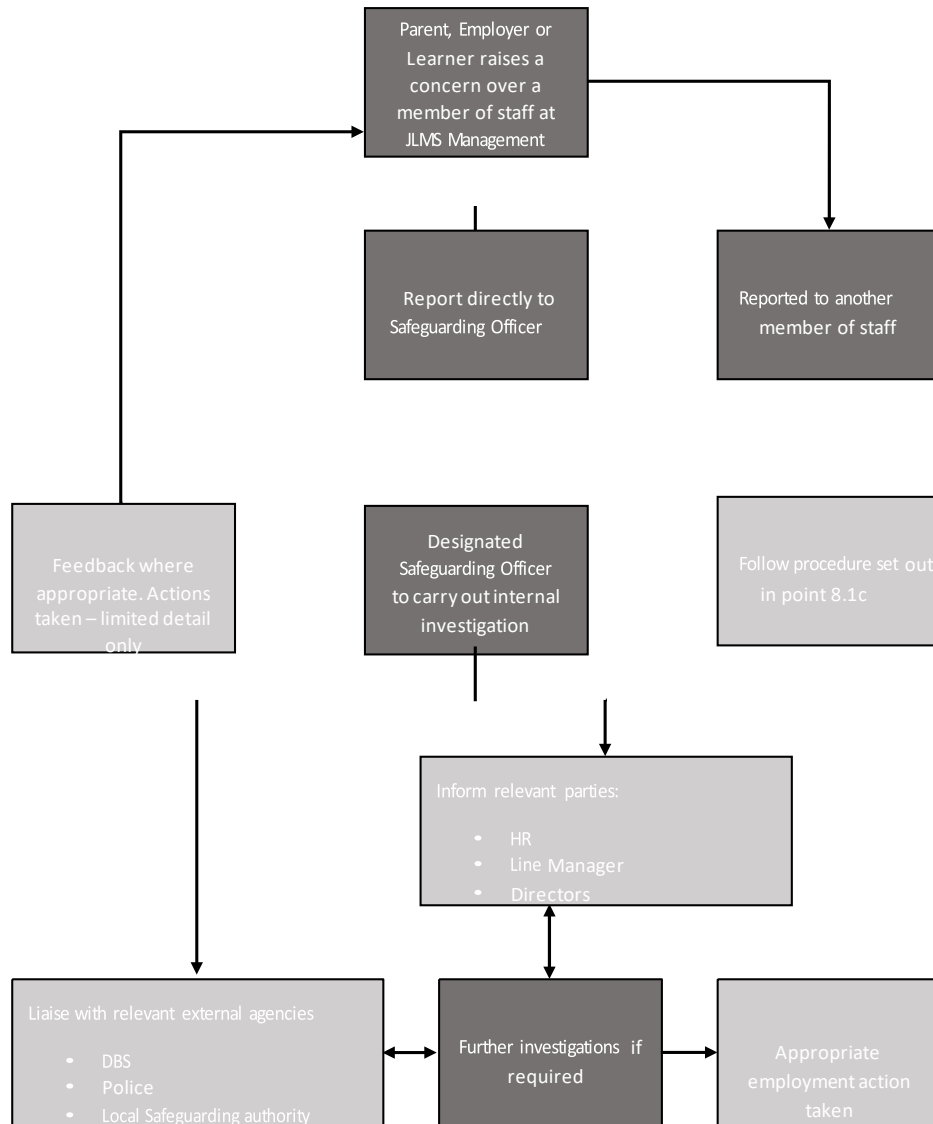 Parent, Employer or
Learner raises a
concern over a
member of staff at
JLMS Management
Report directly to
Safeguarding Officer
Reported to another
member of staff
Feedback where
appropriate. Actions
taken – limited detail
only
Designated
Safeguarding Officer
to carry out internal
investigation
Follow procedure set out
in point 8.1c
Inform relevant parties:
• HR
• Line Manager
• Directors
Liaise with relevant external agencies
• DBS
• Police
• Local Safeguarding authority
Further investigations if
required
Appropriate
employment action
taken